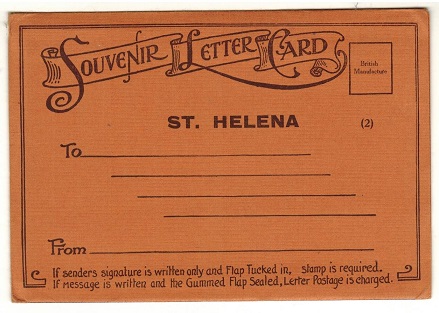 SOUVENIR LETTER CARD
British
Manufacture
ST. HELENA (2)
To
From
If senders signature is written only and Flap Tucked in, stamp is required.
If message is written and the Gummed Flap Sealed, Letter Postage is charged.